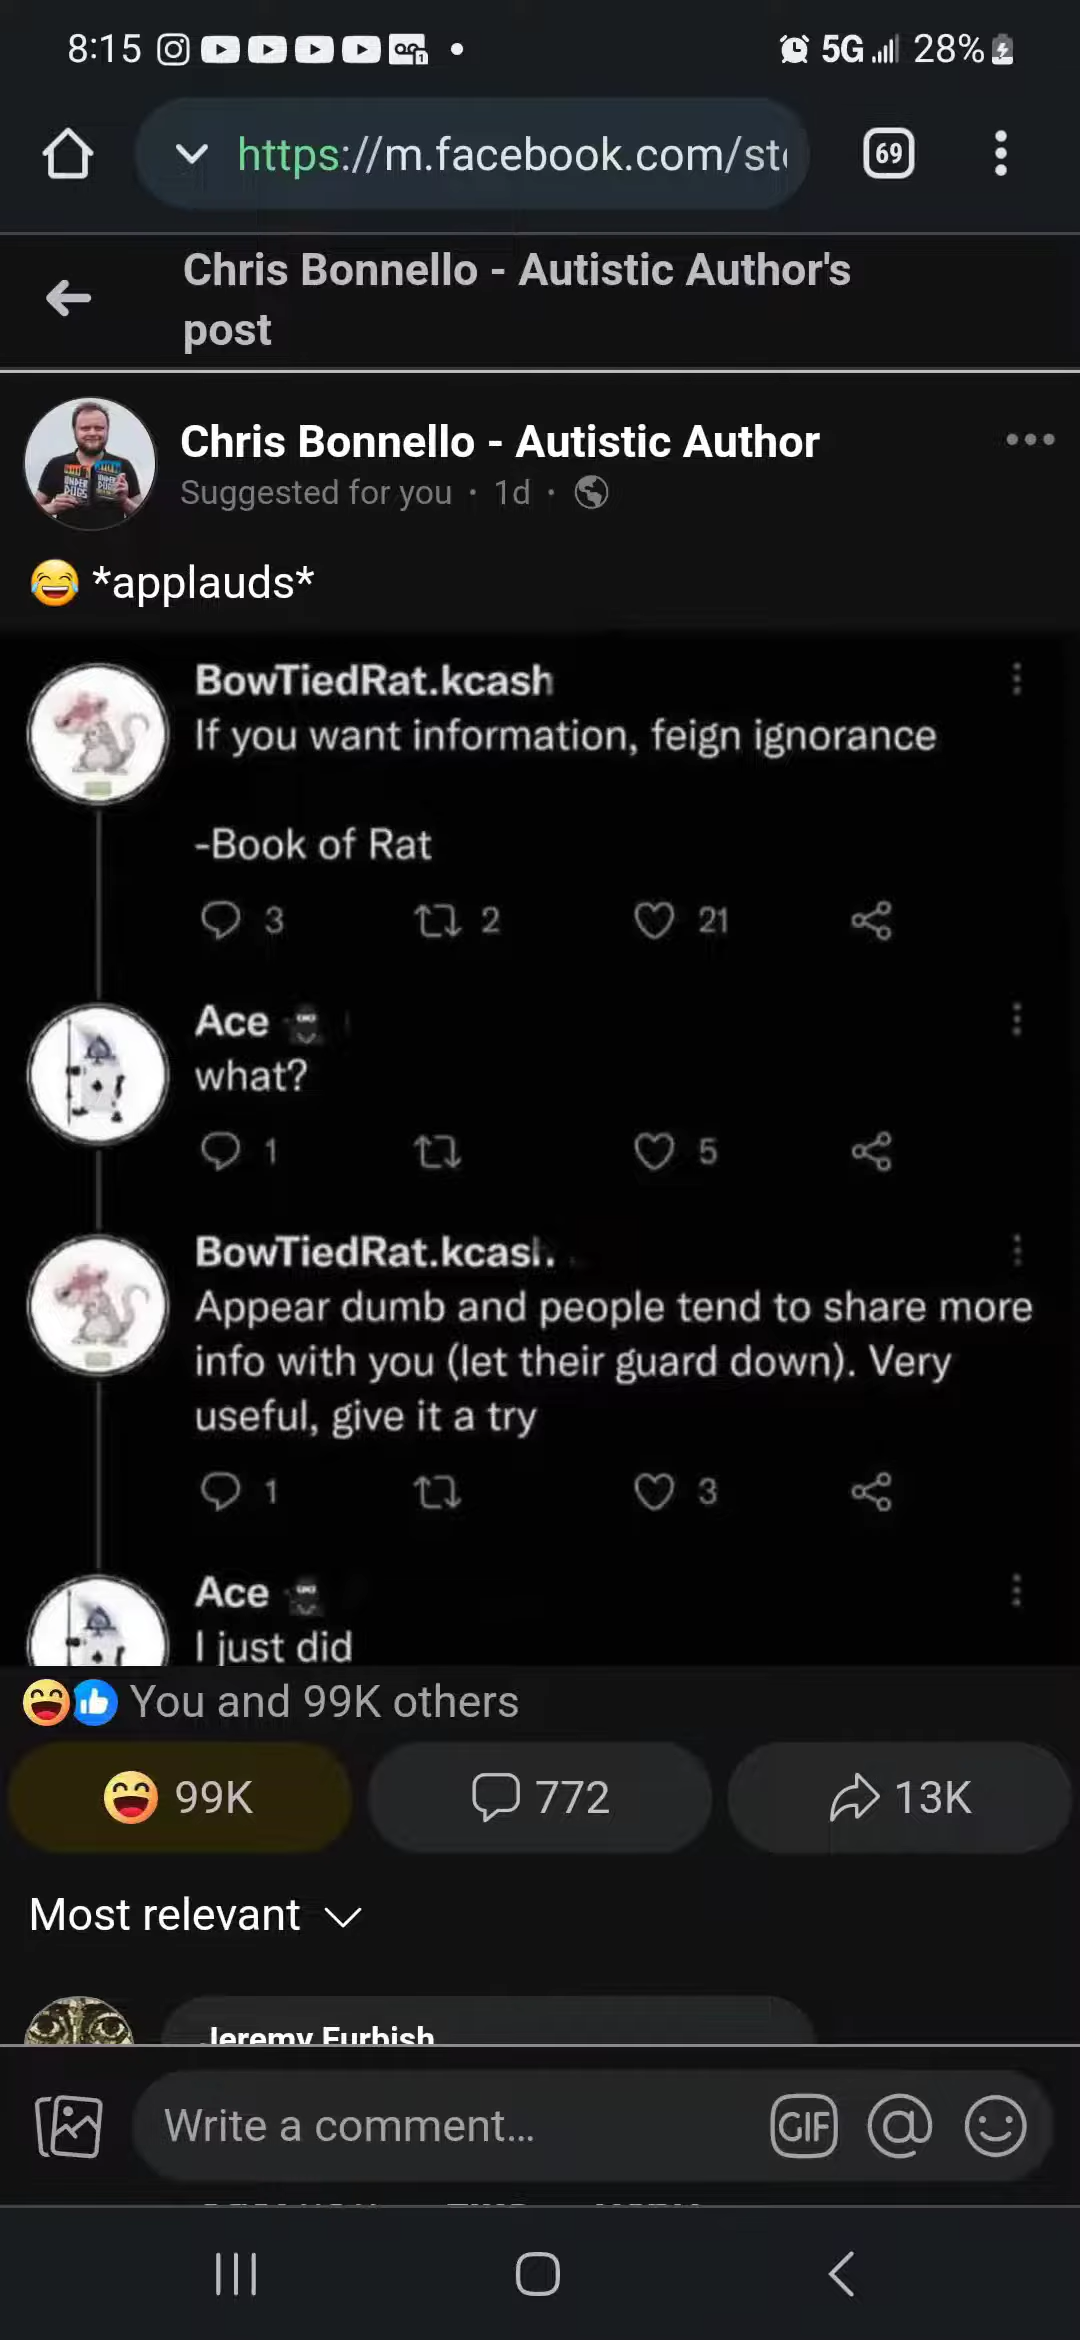 8:15
5G 28%
https://m.facebook.com/st
69
Chris Bonnello - Autistic Author's
post
Chris Bonnello - Autistic Author
Suggested for you · 1d ·
😂 *applauds*
BowTiedRat.kcash
If you want information, feign ignorance
-Book of Rat
3 2 21
Ace
what?
1 5
BowTiedRat.kcash
Appear dumb and people tend to share more
info with you (let their guard down). Very
useful, give it a try
1 3
Ace
I just did
You and 99K others
99K 772 13K
Most relevant
Jeremy Furbish
Write a comment...
GIF @